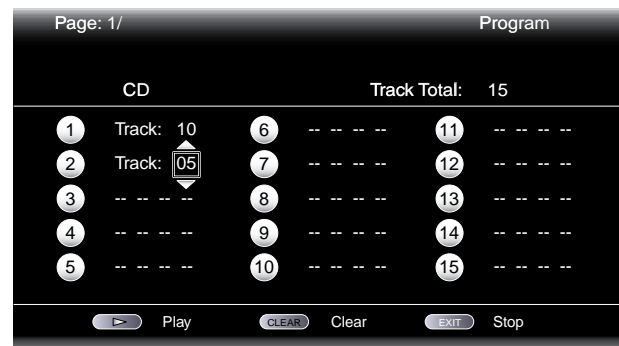 Page: 1/ Program
CD Track Total: 15
1 Track: 10 6 -- -- -- -- 11 -- -- -- --
2 Track: 05 7 -- -- -- -- 12 -- -- -- --
3 -- -- -- -- 8 -- -- -- -- 13 -- -- -- --
4 -- -- -- -- 9 -- -- -- -- 14 -- -- -- --
5 -- -- -- -- 10 -- -- -- -- 15 -- -- -- --
Play CLEAR Clear EXIT Stop